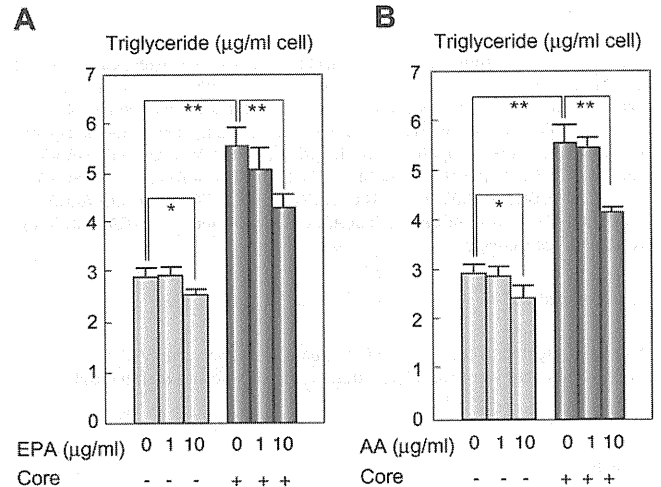 A
Triglyceride (µg/ml cell)
7
6
5
4
3
2
1
0
**
**
*
EPA (µg/ml) 0 1 10 0 1 10
Core - - - + + +
B
Triglyceride (µg/ml cell)
7
6
5
4
3
2
1
0
**
**
*
AA (µg/ml) 0 1 10 0 1 10
Core - - - + + +